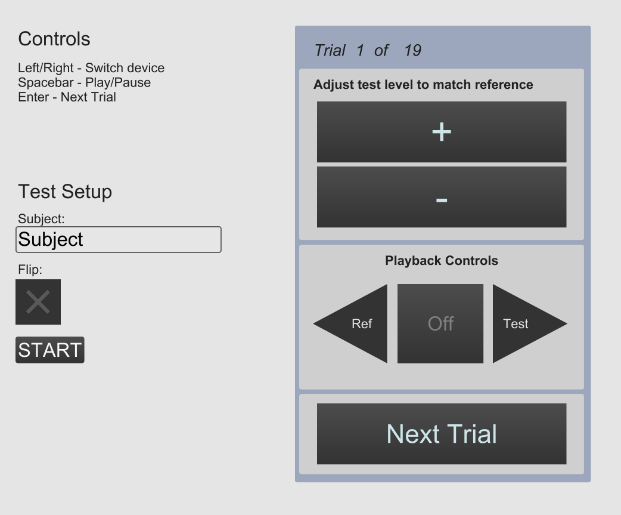 Controls
Left/Right - Switch device
Spacebar - Play/Pause
Enter - Next Trial
Test Setup
Subject:
Subject
Flip:
START
Trial 1 of 19
Adjust test level to match reference
+
-
Playback Controls
Ref
Off
Test
Next Trial